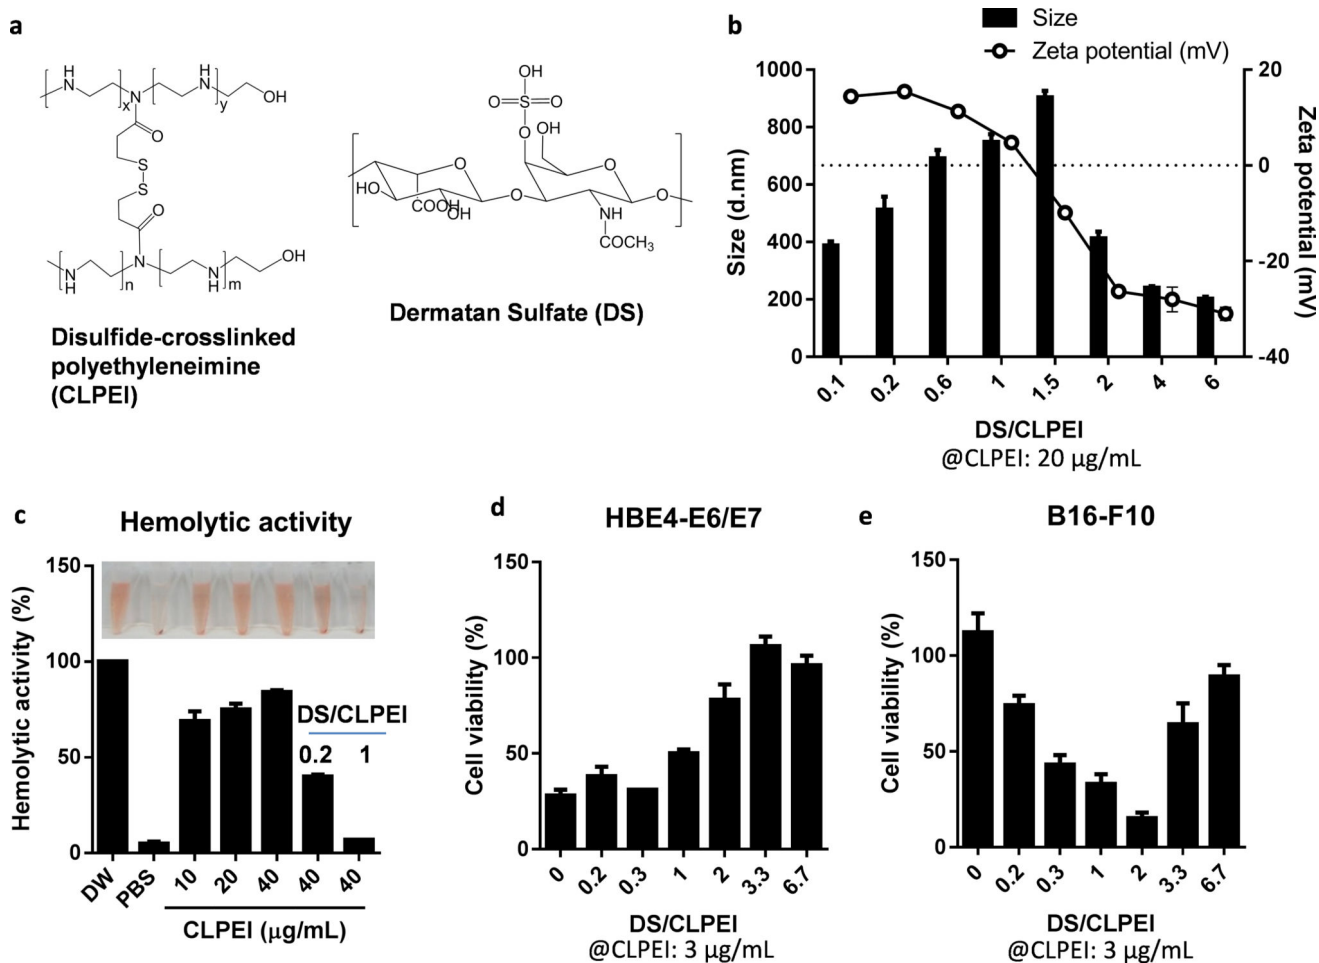 a
H
N
H
N
N
x
y
OH
O
S
S
O
N
N
H
N
H
n
m
OH
Disulfide-crosslinked
polyethyleneimine
(CLPEI)
OH
O=S=O
O
OH
O
O
HO
COOH
OH
O
O
O
NH
COCH3
Dermatan Sulfate (DS)
b
Size
Zeta potential (mV)
Size (d.nm)
1000
800
600
400
200
0
20
0
-20
-40
Zeta potential (mV)
0.1 0.2 0.6 1 1.5 2 4 6
DS/CLPEI
@CLPEI: 20 µg/mL
c
Hemolytic activity
Hemolytic activity (%)
150
100
50
0
DS/CLPEI
0.2 1
DW PBS 10 20 40 40 40
CLPEI (µg/mL)
d
HBE4-E6/E7
Cell viability (%)
150
100
50
0
0 0.2 0.3 1 2 3.3 6.7
DS/CLPEI
@CLPEI: 3 µg/mL
e
B16-F10
Cell viability (%)
150
100
50
0
0 0.2 0.3 1 2 3.3 6.7
DS/CLPEI
@CLPEI: 3 µg/mL